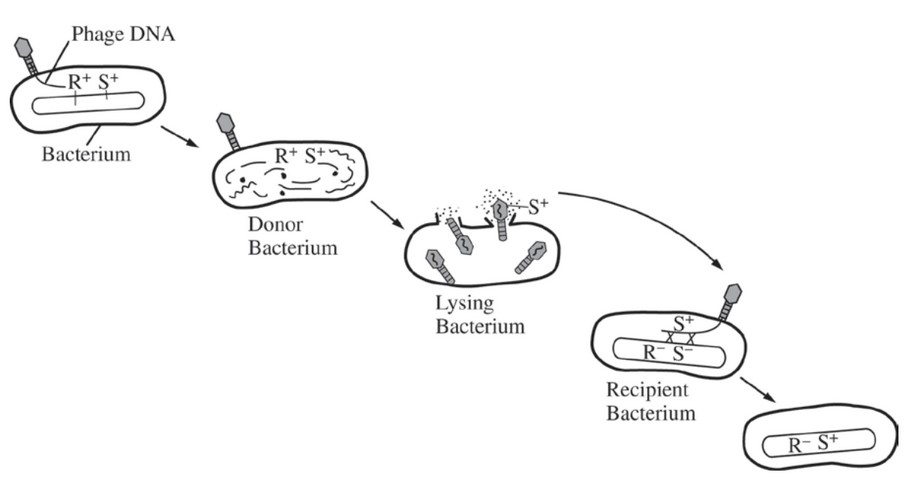 Phage DNA
R+ S+
Bacterium
R+ S+
Donor
Bacterium
S+
Lysing
Bacterium
S+
R− S−
Recipient
Bacterium
R− S+